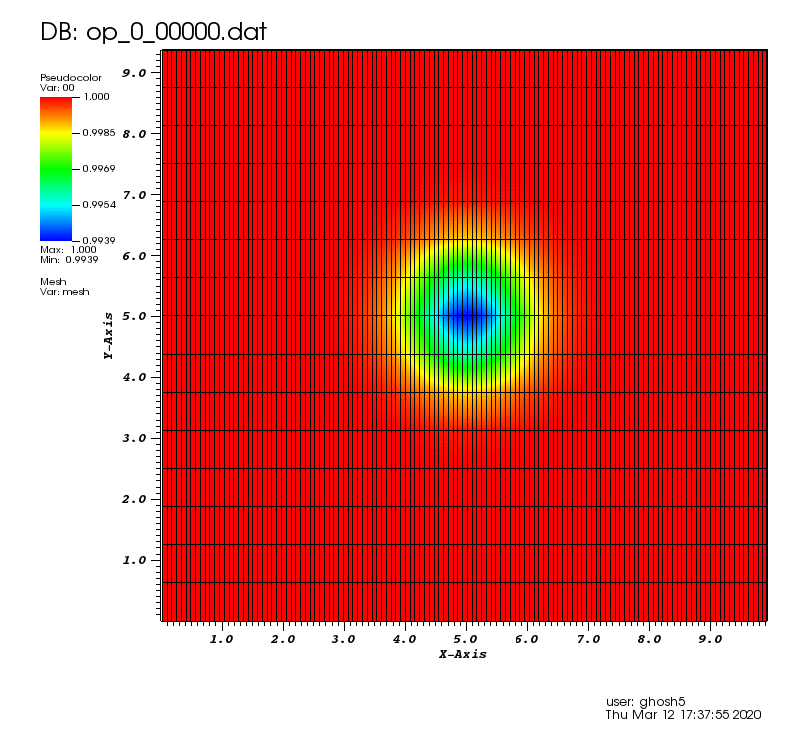 DB: op_0_00000.dat
Pseudocolor
Var: 00
1.000
0.9985
0.9969
0.9954
0.9939
Max: 1.000
Min: 0.9939
Mesh
Var: mesh
9.0
8.0
7.0
6.0
5.0
4.0
3.0
2.0
1.0
Y-Axis
1.0 2.0 3.0 4.0 5.0 6.0 7.0 8.0 9.0
X-Axis
user: ghosh5
Thu Mar 12 17:37:55 2020